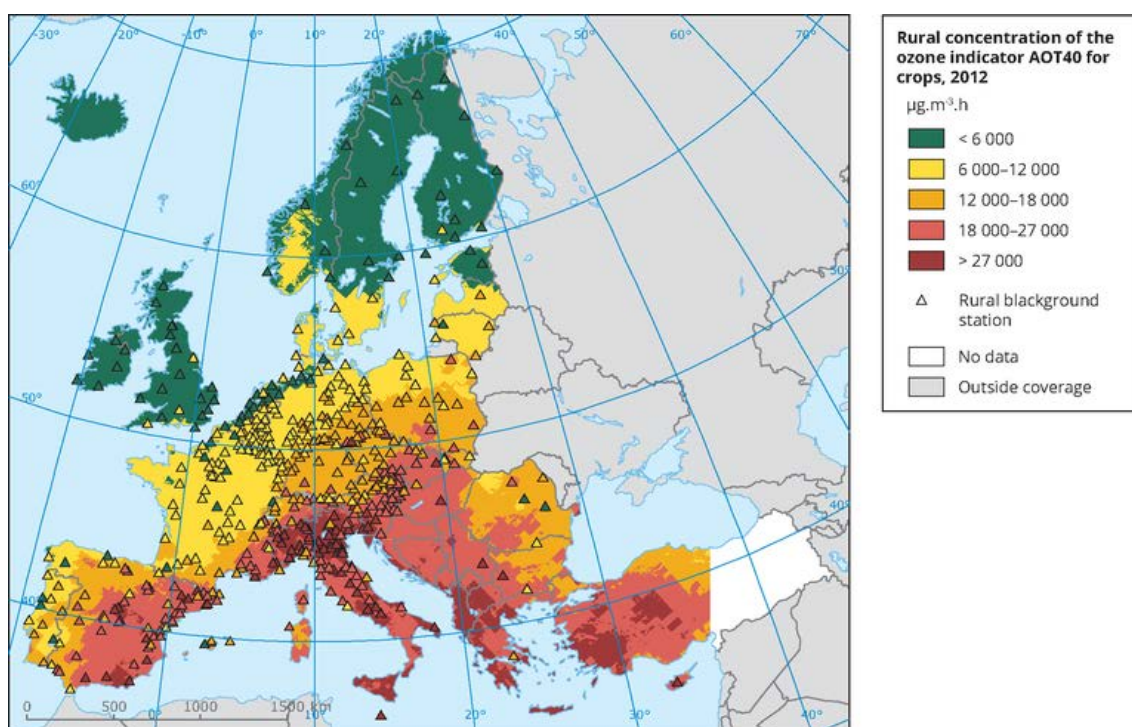 -30°
-20°
-10°
0°
10°
20°
30°
40°
50°
60°
70°
60°
50°
50°
40°
40°
0 500 1000 1500 km
0°
10°
20°
30°
40°
Rural concentration of the
ozone indicator AOT40 for
crops, 2012
µg.m⁻³.h
< 6 000
6 000–12 000
12 000–18 000
18 000–27 000
> 27 000
Rural blackground
station
No data
Outside coverage